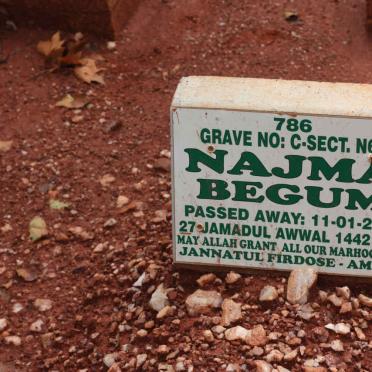 786
GRAVE NO: C-SECT. N6
NAJMA
BEGUM
PASSED AWAY: 11-01-2
27 JAMADUL AWWAL 1442
MAY ALLAH GRANT ALL OUR MARHOO
JANNATUL FIRDOSE - AM